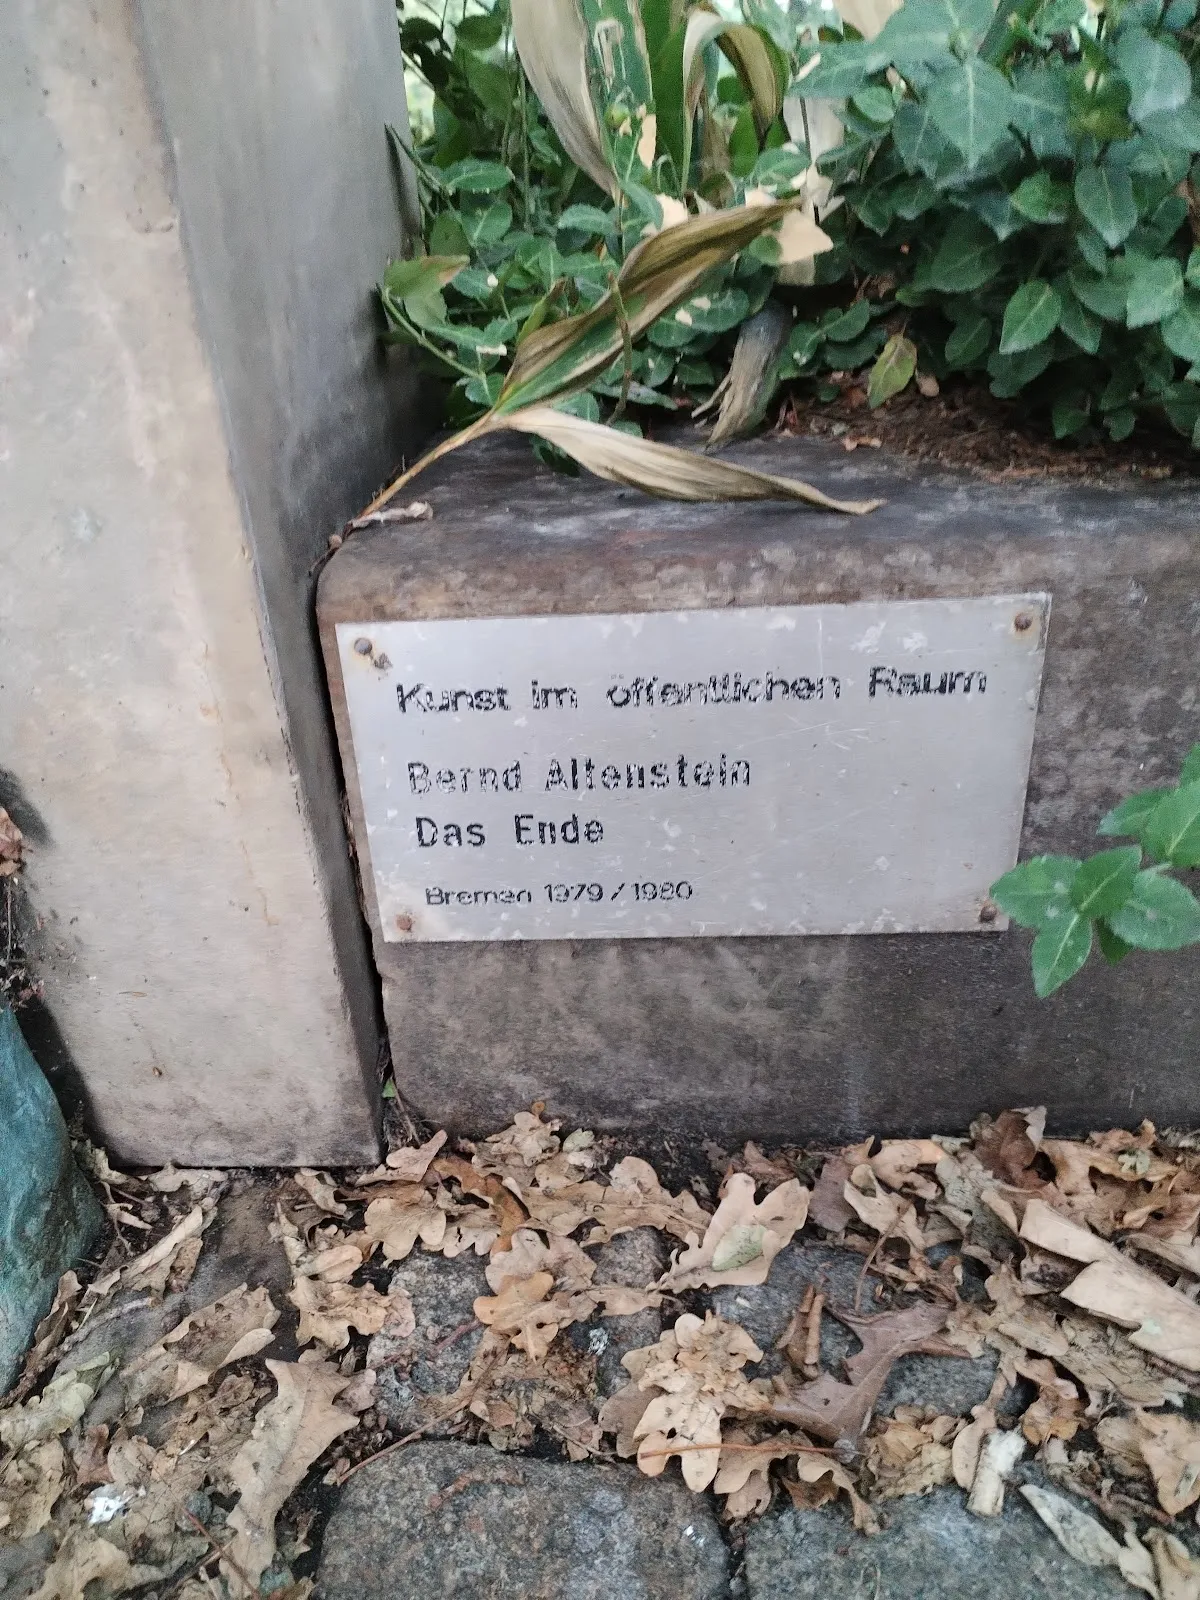 Kunst im öffentlichen Raum
Bernd Altenstein
Das Ende
Bremen 1979/1980